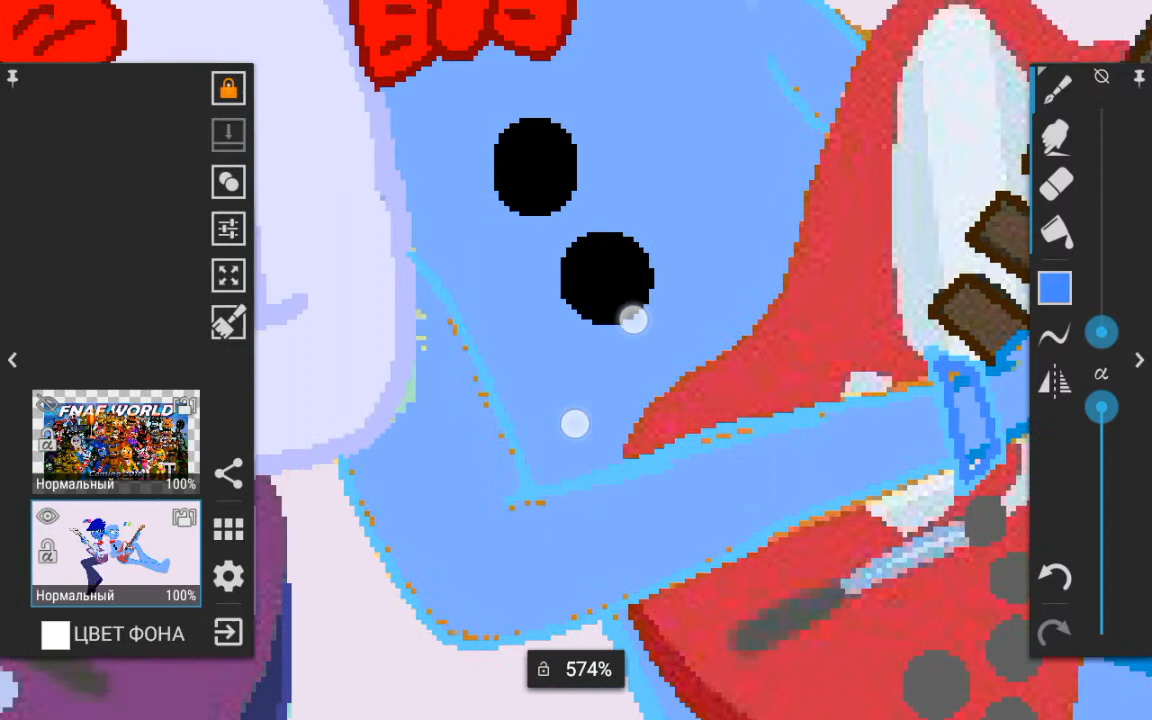 FNAF WORLD
Нормальный 100%
Нормальный 100%
ЦВЕТ ФОНА
α
574%